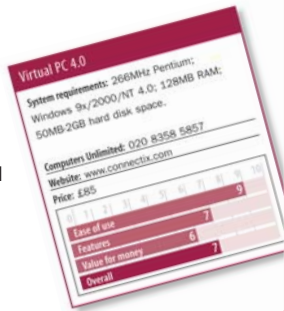 Virtual PC 4.0
System requirements: 266MHz Pentium;
Windows 9x/2000/NT 4.0; 128MB RAM;
50MB-2GB hard disk space.
Computers Unlimited: 020 8358 5857
Website: www.connectix.com
Price: £85
0 1 2 3 4 5 6 7 8 9 10
Ease of use 9
Features 7
Value for money 6
Overall 7